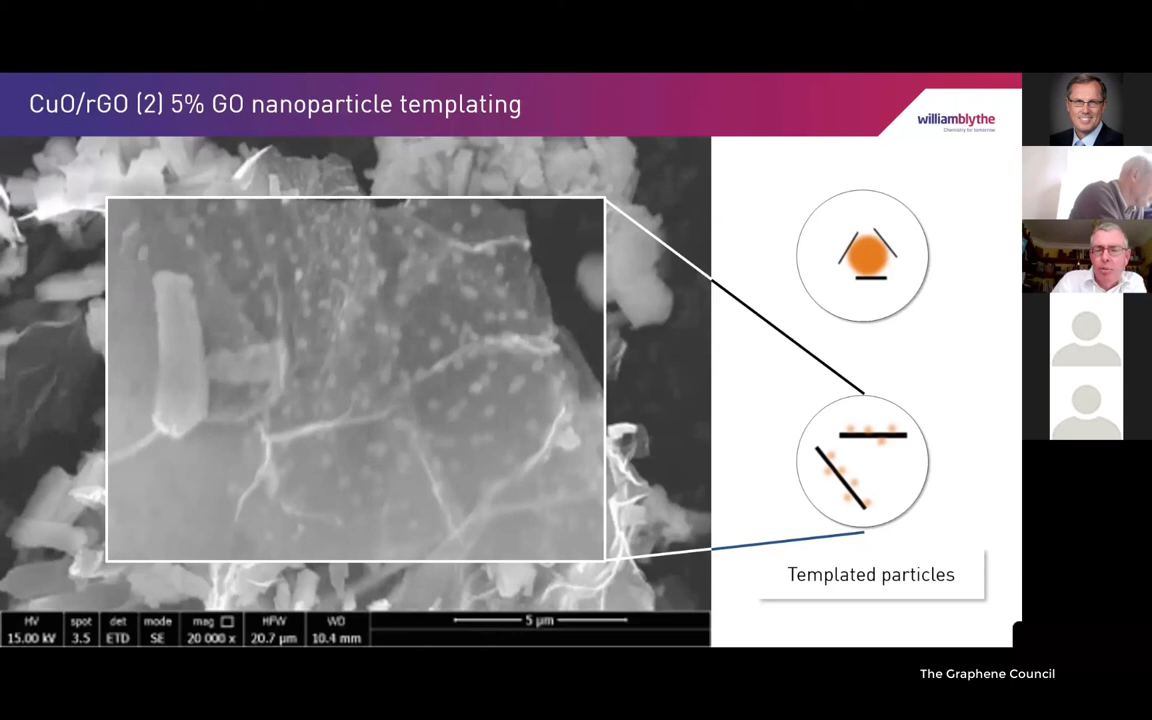 CuO/rGO (2) 5% GO nanoparticle templating
williamblythe
Chemistry for tomorrow
Templated particles
HV spot det mode mag HFW WD 5 µm
15.00 kV 3.5 ETD SE 20 000 x 20.7 µm 10.4 mm
The Graphene Council